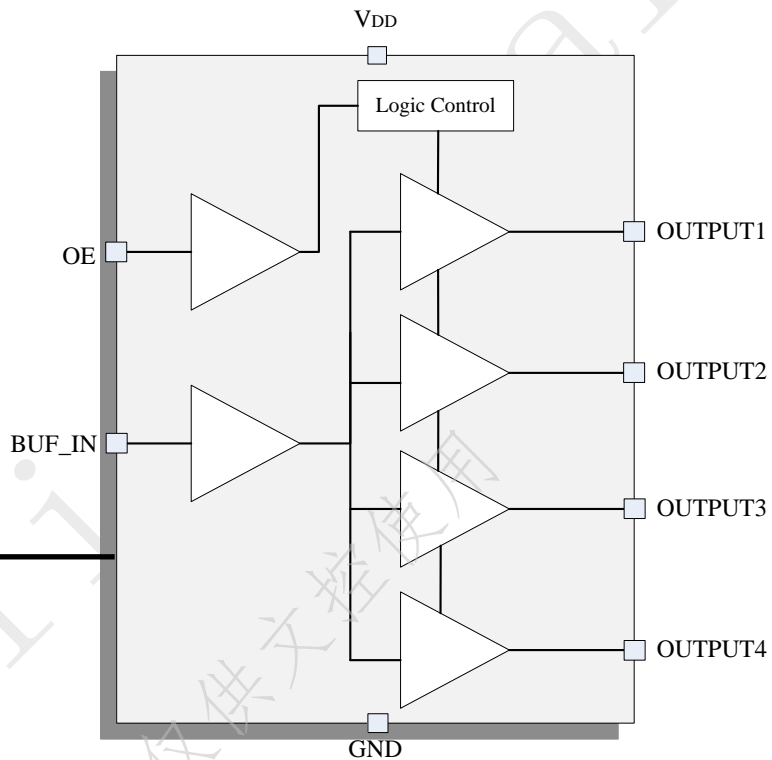 VDD
Logic Control
OE
OUTPUT1
OUTPUT2
BUF_IN
OUTPUT3
OUTPUT4
GND
仅供文控使用